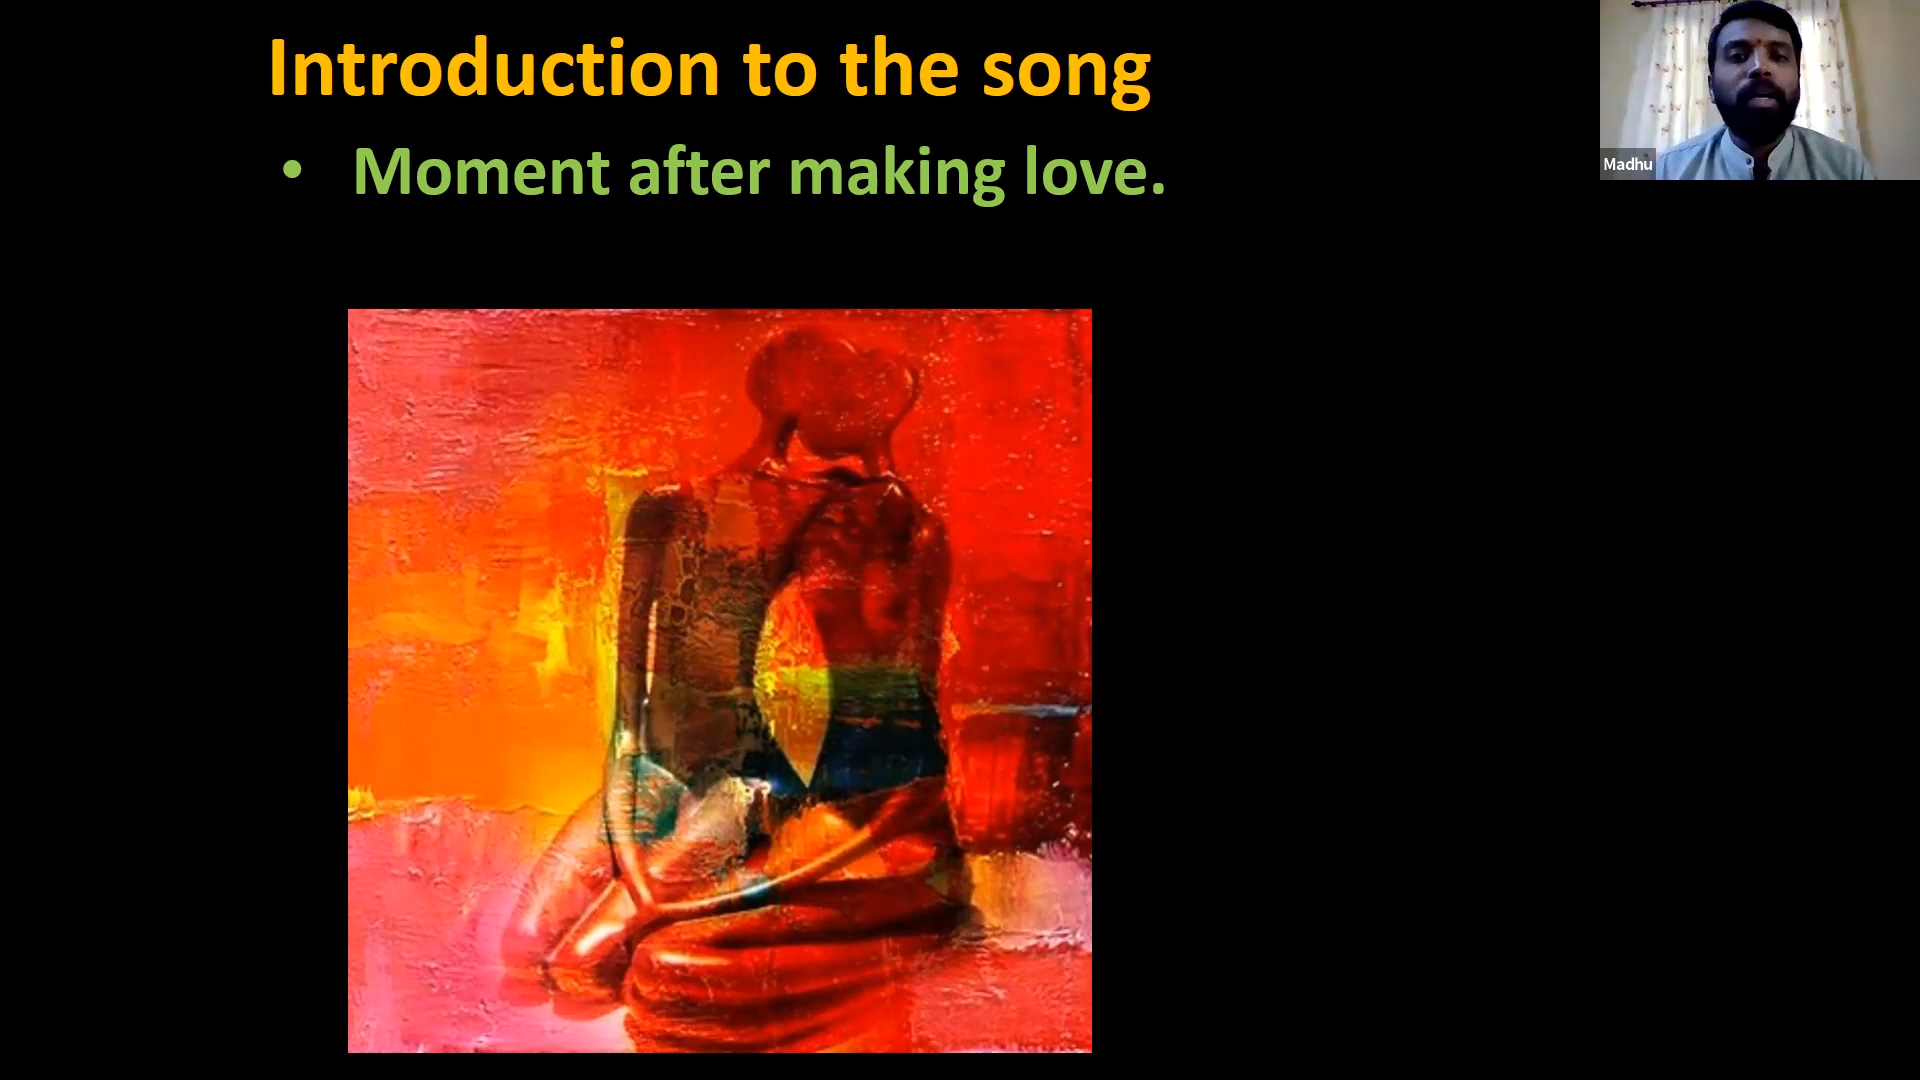 Introduction to the song
• Moment after making love.
Madhu